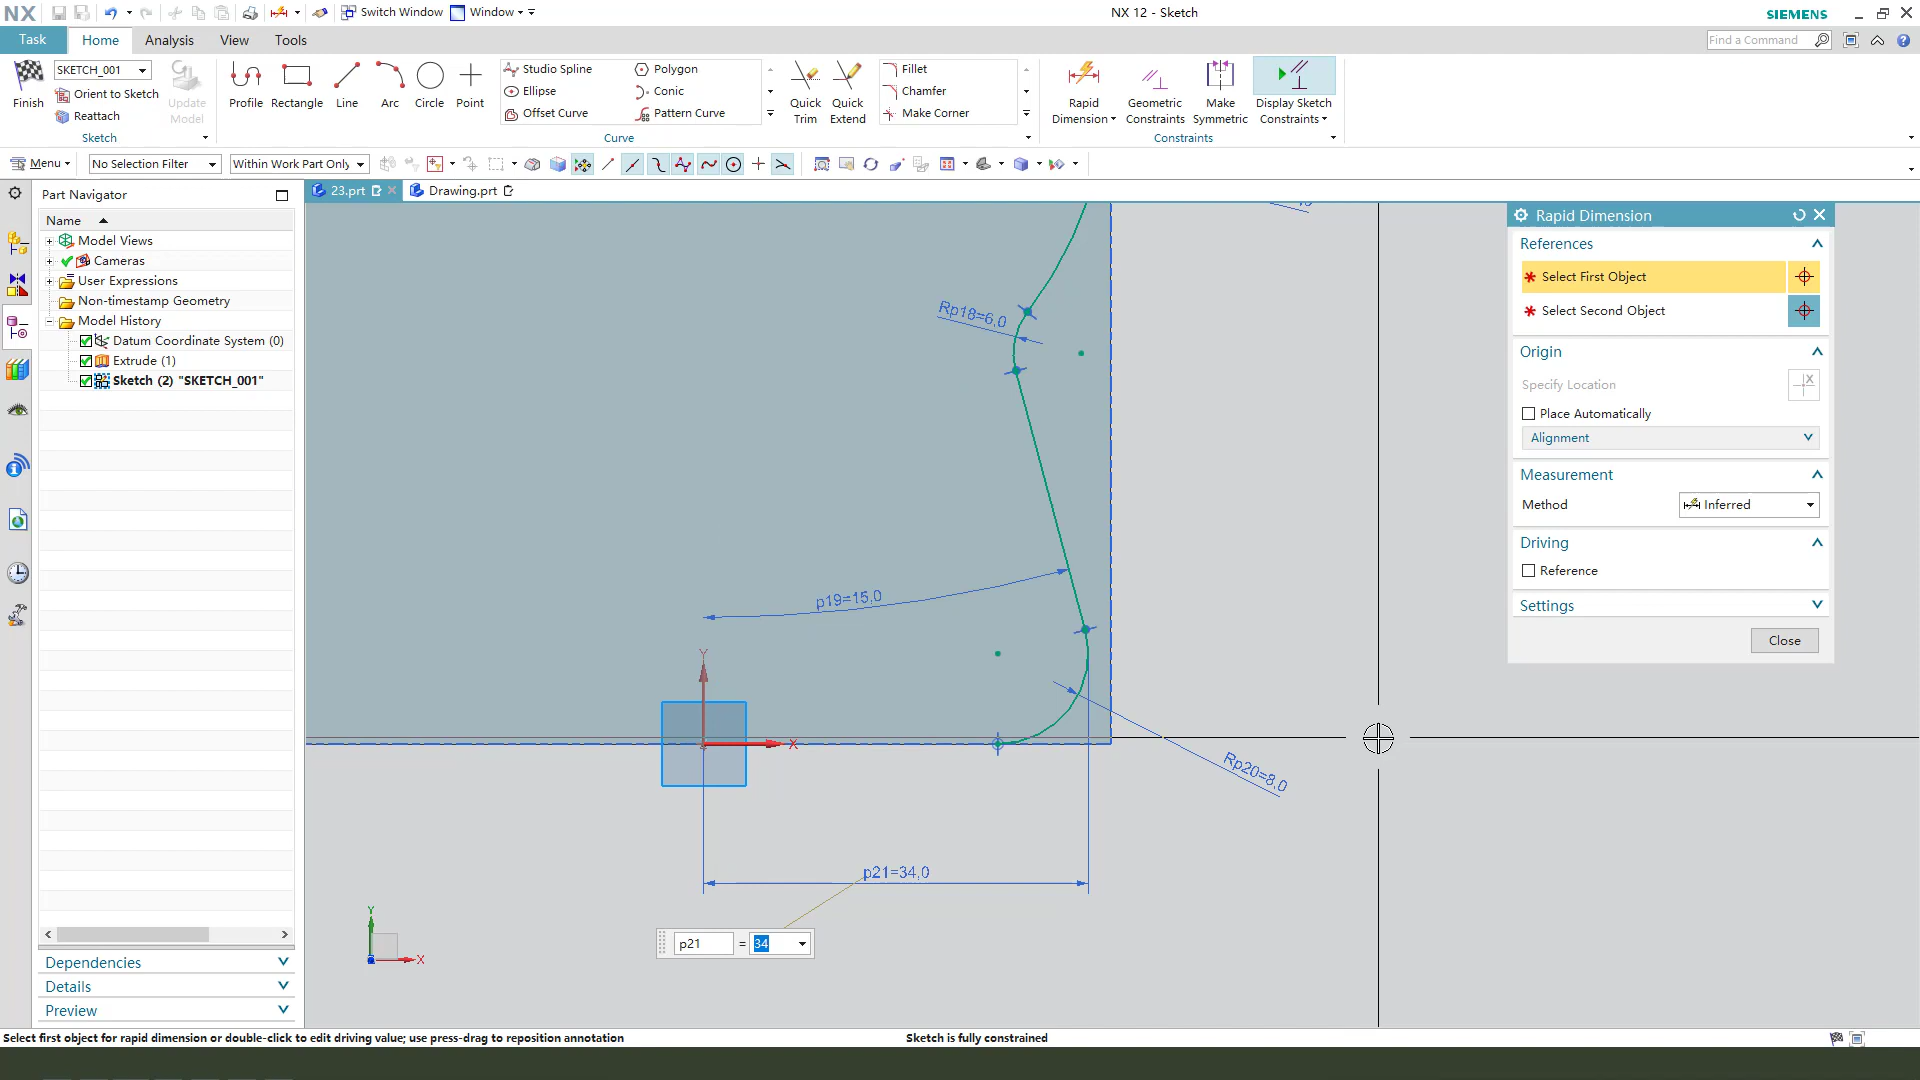 NX
Switch Window
Window
NX 12 - Sketch
SIEMENS
Task
Home
Analysis
View
Tools
Find a Command
SKETCH_001
Orient to Sketch
Reattach
Finish
Update
Model
Sketch
Profile
Rectangle
Line
Arc
Circle
Point
Studio Spline
Ellipse
Offset Curve
Polygon
Conic
Pattern Curve
Curve
Quick
Trim
Quick
Extend
Fillet
Chamfer
Make Corner
Rapid
Dimension
Geometric
Constraints
Make
Symmetric
Display Sketch
Constraints
Constraints
Menu
No Selection Filter
Within Work Part Only
Part Navigator
23.prt
Drawing.prt
Name
Model Views
Cameras
User Expressions
Non-timestamp Geometry
Model History
Datum Coordinate System (0)
Extrude (1)
Sketch (2) "SKETCH_001"
Dependencies
Details
Preview
Rp18=6,0
p19=15,0
Y
X
Rp20=8,0
p21=34,0
p21 = 34
Y
X
Rapid Dimension
References
Select First Object
Select Second Object
Origin
Specify Location
Place Automatically
Alignment
Measurement
Method
Inferred
Driving
Reference
Settings
Close
Select first object for rapid dimension or double-click to edit driving value; use press-drag to reposition annotation
Sketch is fully constrained